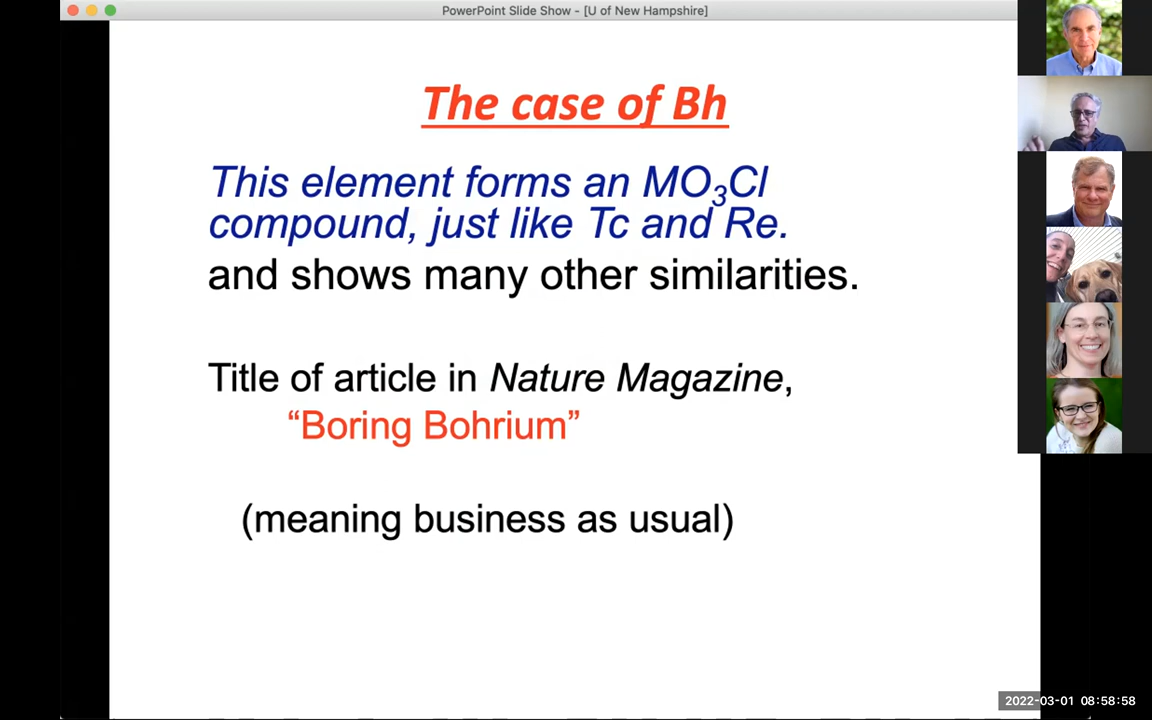 PowerPoint Slide Show - [U of New Hampshire]
The case of Bh
This element forms an MO₃Cl
compound, just like Tc and Re.
and shows many other similarities.
Title of article in Nature Magazine,
“Boring Bohrium”
(meaning business as usual)
2022-03-01 08:58:58